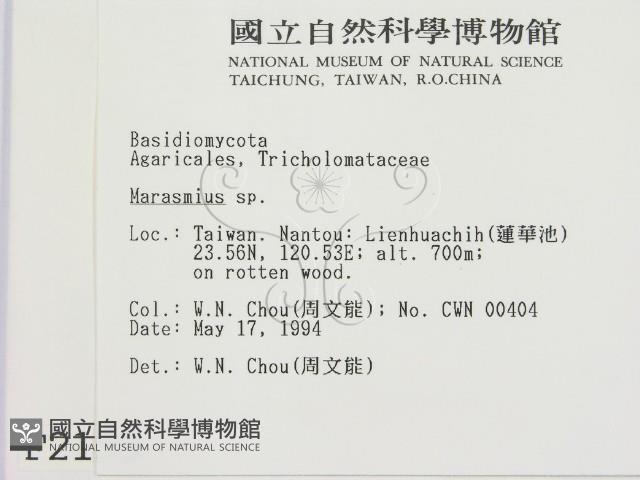 國立自然科學博物館
NATIONAL MUSEUM OF NATURAL SCIENCE
TAICHUNG, TAIWAN, R.O.CHINA
Basidiomycota
Agaricales, Tricholomataceae
Marasmius sp.
Loc.: Taiwan. Nantou: Lienhuachih(蓮華池)
23.56N, 120.53E; alt. 700m;
on rotten wood.
Col.: W.N. Chou(周文能); No. CWN 00404
Date: May 17, 1994
Det.: W.N. Chou(周文能)
國立自然科學博物館
NATIONAL MUSEUM OF NATURAL SCIENCE